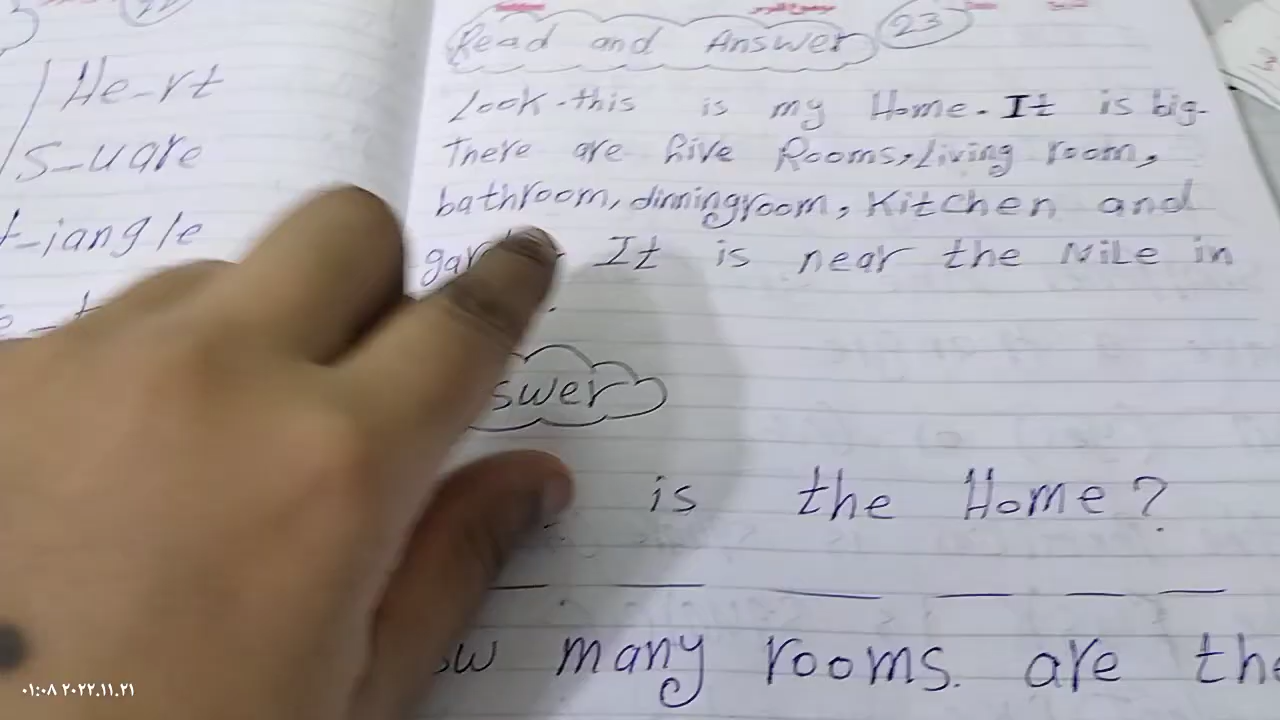 22
He-rt
S-uare
t-iangle
Read and Answer
23
Look-this is my Home. It is big.
There are five Rooms, Living room,
bathroom, dinningroom, Kitchen and
It is near the Nile in
is the Home?
many rooms. are
٠١:٠٨ ٢٠٢٢.١١.٢١